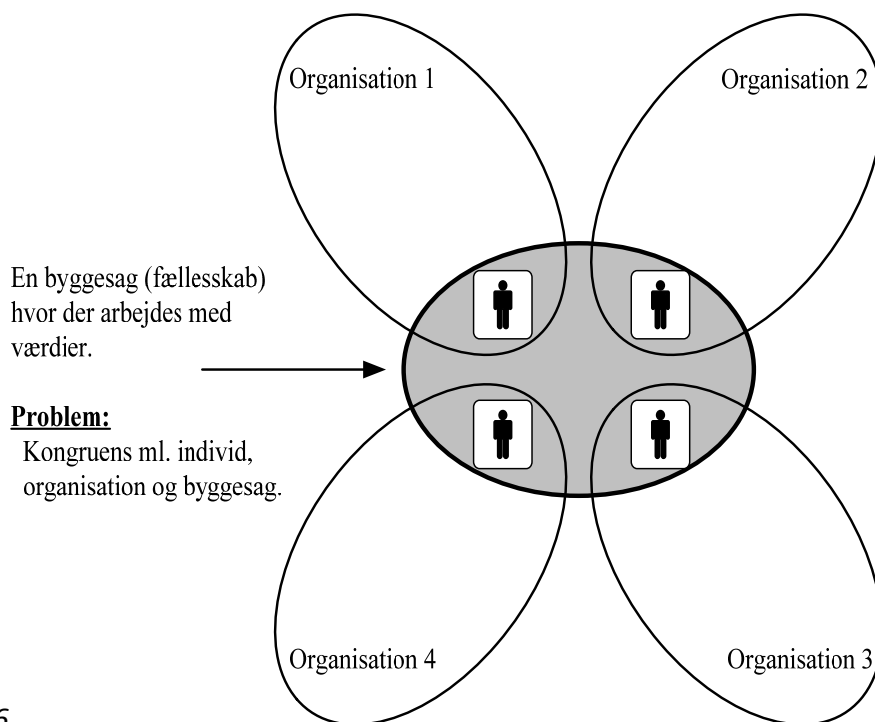 Organisation 1
Organisation 2
En byggesag (fællesskab)
hvor der arbejdes med
værdier.
Problem:
Kongruens ml. individ,
organisation og byggesag.
Organisation 4
Organisation 3